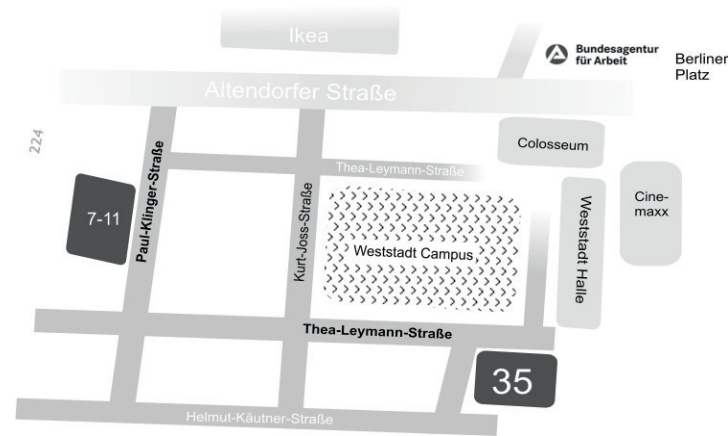 Ikea
Bundesagentur
für Arbeit
Berliner
Platz
Altendorfer Straße
224
Colosseum
Thea-Leymann-Straße
Paul-Klinger-Straße
Kurt-Joss-Straße
7-11
Weststadt Campus
Weststadt Halle
Cine-
maxx
Thea-Leymann-Straße
35
Helmut-Käutner-Straße